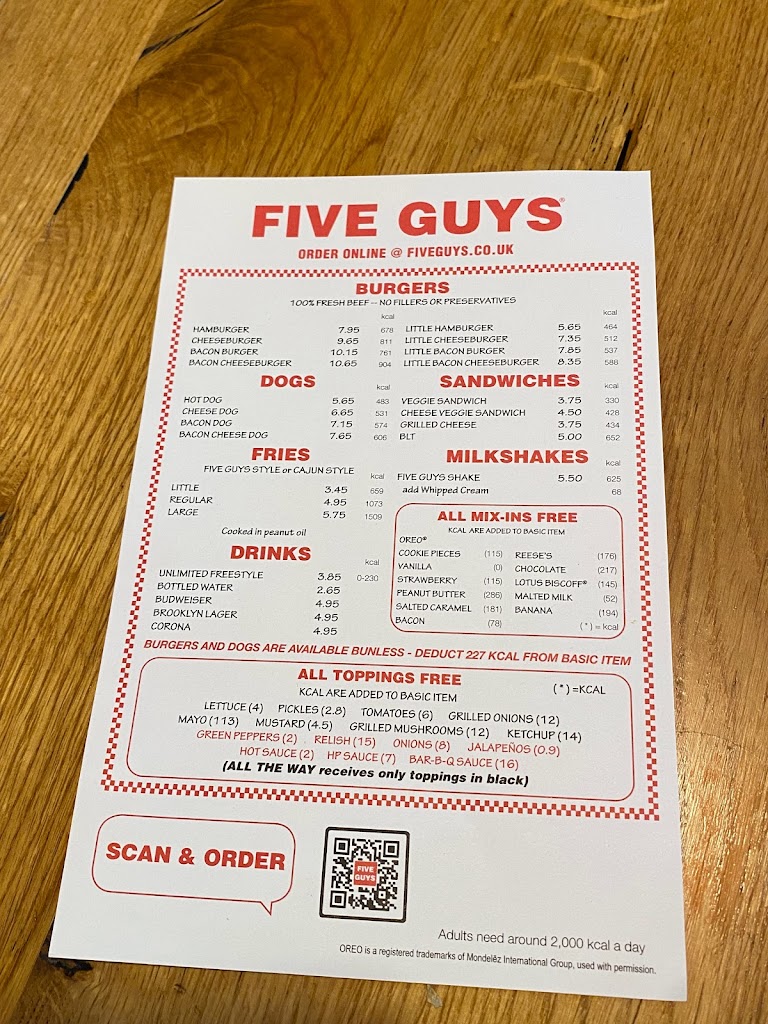 FIVE GUYS®
ORDER ONLINE @ FIVEGUYS.CO.UK
BURGERS
100% FRESH BEEF – NO FILLERS OR PRESERVATIVES
kcal
HAMBURGER 7.95 678
CHEESEBURGER 9.65 811
BACON BURGER 10.15 761
BACON CHEESEBURGER 10.65 904
kcal
LITTLE HAMBURGER 5.65 464
LITTLE CHEESEBURGER 7.35 512
LITTLE BACON BURGER 7.85 537
LITTLE BACON CHEESEBURGER 8.35 588
DOGS
kcal
HOT DOG 5.65 483
CHEESE DOG 6.65 531
BACON DOG 7.15 574
BACON CHEESE DOG 7.65 606
SANDWICHES
kcal
VEGGIE SANDWICH 3.75 330
CHEESE VEGGIE SANDWICH 4.50 428
GRILLED CHEESE 3.75 434
BLT 5.00 652
FRIES
FIVE GUYS STYLE or CAJUN STYLE
kcal
LITTLE 3.45 659
REGULAR 4.95 1073
LARGE 5.75 1509
Cooked in peanut oil
MILKSHAKES
kcal
FIVE GUYS SHAKE 5.50 625
add Whipped Cream 68
ALL MIX-INS FREE
KCAL ARE ADDED TO BASIC ITEM
OREO®
COOKIE PIECES (115)
VANILLA (0)
STRAWBERRY (115)
PEANUT BUTTER (286)
SALTED CARAMEL (181)
BACON (78)
REESE'S (176)
CHOCOLATE (217)
LOTUS BISCOFF® (145)
MALTED MILK (52)
BANANA (194)
(*) = kcal
DRINKS
kcal
UNLIMITED FREESTYLE 3.85 0-230
BOTTLED WATER 2.65
BUDWEISER 4.95
BROOKLYN LAGER 4.95
CORONA 4.95
BURGERS AND DOGS ARE AVAILABLE BUNLESS - DEDUCT 227 KCAL FROM BASIC ITEM
ALL TOPPINGS FREE
KCAL ARE ADDED TO BASIC ITEM
(*)=KCAL
LETTUCE (4) PICKLES (2.8) TOMATOES (6) GRILLED ONIONS (12)
MAYO (113) MUSTARD (4.5) GRILLED MUSHROOMS (12) KETCHUP (14)
GREEN PEPPERS (2) RELISH (15) ONIONS (8) JALAPEÑOS (0.9)
HOT SAUCE (2) HP SAUCE (7) BAR-B-Q SAUCE (16)
(ALL THE WAY receives only toppings in black)
SCAN & ORDER
FIVE
GUYS
Adults need around 2,000 kcal a day
OREO is a registered trademarks of Mondelēz International Group, used with permission.